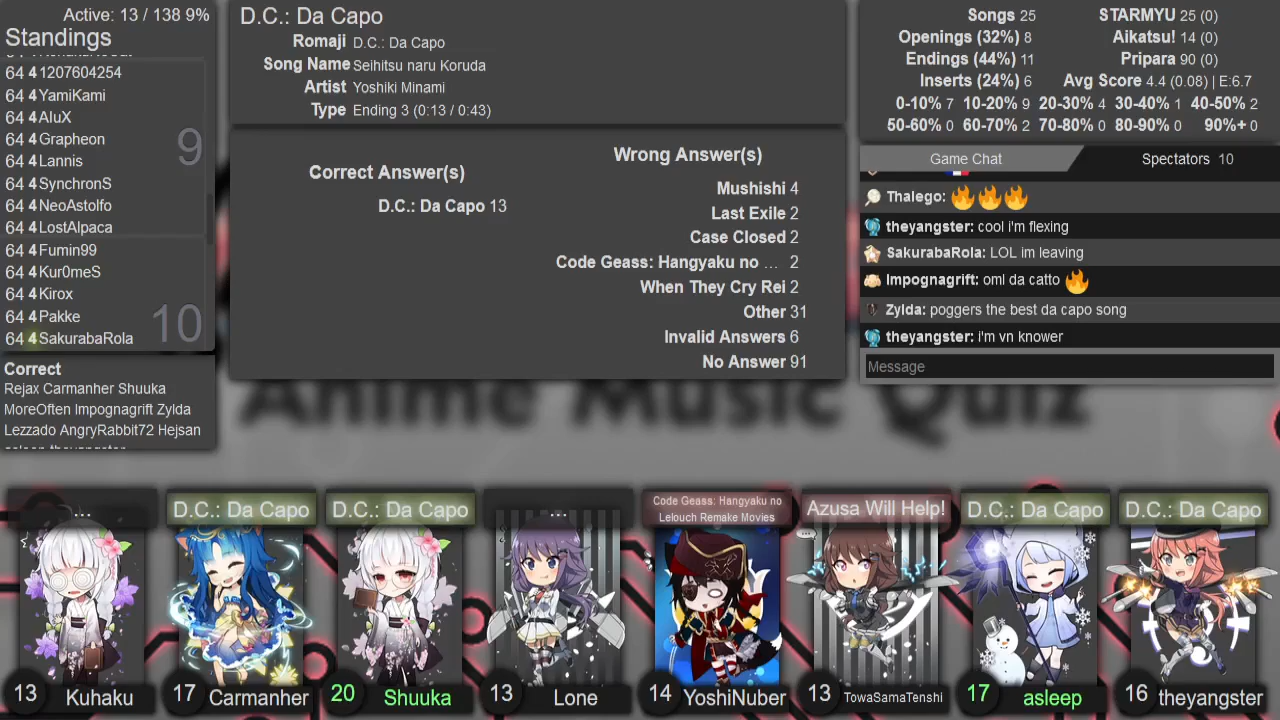 Active: 13 / 138 9%
Standings
64 4 1207604254
64 4 YamiKami
64 4 AluX
64 4 Grapheon
9
64 4 Lannis
64 4 SynchronS
64 4 NeoAstolfo
64 4 LostAlpaca
64 4 Fumin99
64 4 Kur0meS
64 4 Kirox
64 4 Pakke
10
64 4 SakurabaRola
Correct
Rejax Carmanher Shuuka
MoreOften Impognagrift Zylda
Lezzado AngryRabbit72 Hejsan
asleep theyangster
D.C.: Da Capo
Romaji D.C.: Da Capo
Song Name Seihitsu naru Koruda
Artist Yoshiki Minami
Type Ending 3 (0:13 / 0:43)
Correct Answer(s)
D.C.: Da Capo 13
Wrong Answer(s)
Mushishi 4
Last Exile 2
Case Closed 2
Code Geass: Hangyaku no ... 2
When They Cry Rei 2
Other 31
Invalid Answers 6
No Answer 91
Songs 25 STARMYU 25 (0)
Openings (32%) 8 Aikatsu! 14 (0)
Endings (44%) 11 Pripara 90 (0)
Inserts (24%) 6 Avg Score 4.4 (0.08) | E:6.7
0-10% 7 10-20% 9 20-30% 4 30-40% 1 40-50% 2
50-60% 0 60-70% 2 70-80% 0 80-90% 0 90%+ 0
Game Chat Spectators 10
Thalego: 🔥🔥🔥
theyangster: cool i'm flexing
SakurabaRola: LOL im leaving
Impognagrift: oml da catto 🔥
Zylda: poggers the best da capo song
theyangster: i'm vn knower
Message
Anime Music Quiz
...
D.C.: Da Capo
D.C.: Da Capo
...
Code Geass: Hangyaku no
Lelouch Remake Movies
Azusa Will Help!
D.C.: Da Capo
D.C.: Da Capo
13 Kuhaku
17 Carmanher
20 Shuuka
13 Lone
14 YoshiNuber
13 TowaSamaTenshi
17 asleep
16 theyangster